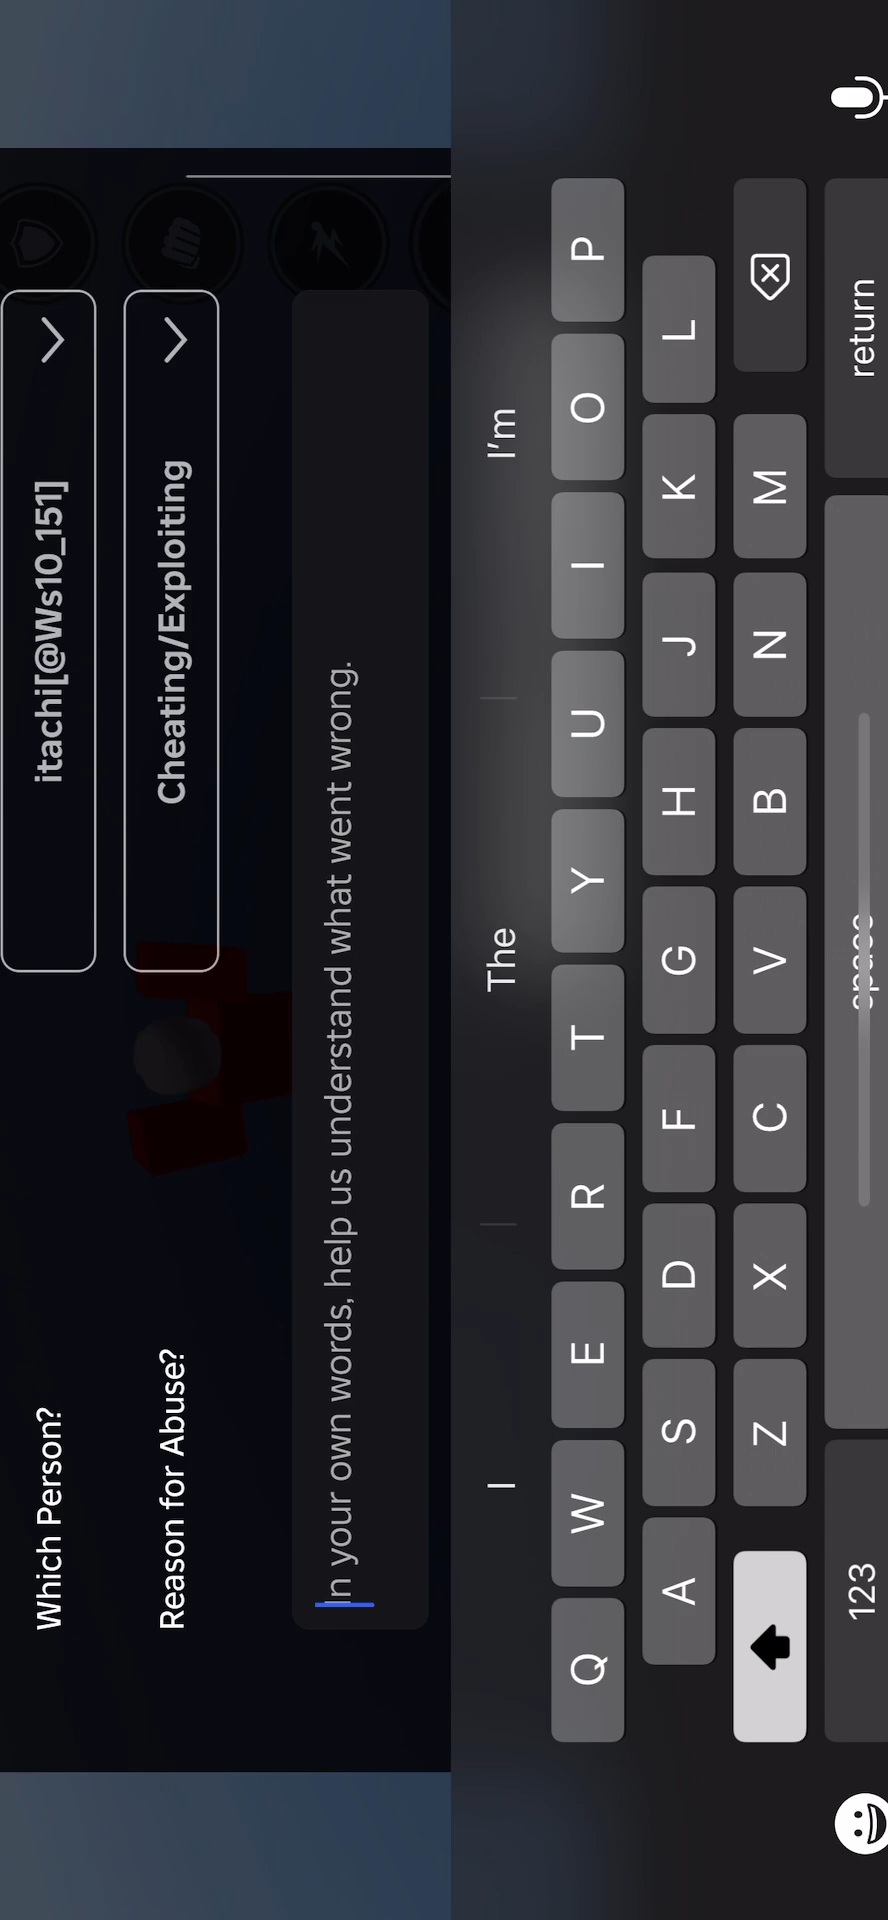 Which Person?
itachi[@Ws10_151]
Reason for Abuse?
Cheating/Exploiting
In your own words, help us understand what went wrong.
I
The
I'm
Q W E R T Y U I O P
A S D F G H J K L
Z X C V B N M
123
space
return